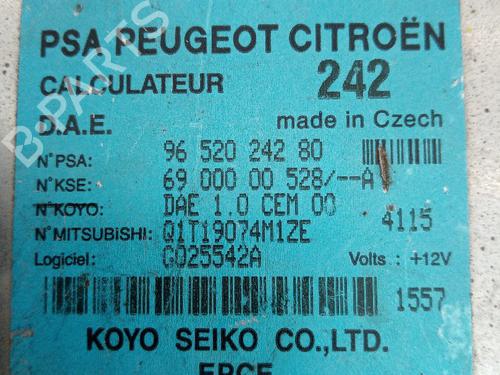 PSA PEUGEOT CITROËN
CALCULATEUR 242
D.A.E. made in Czech
N°PSA: 96 520 242 80
N°KSE: 69 000 00 528/--A
N°KOYO: DAE 1.0 CEM 00
N°MITSUBISHI: Q1T19074M1ZE 4115
Logiciel: G025542A Volts: +12V
1557
KOYO SEIKO CO.,LTD.
B-PARTS